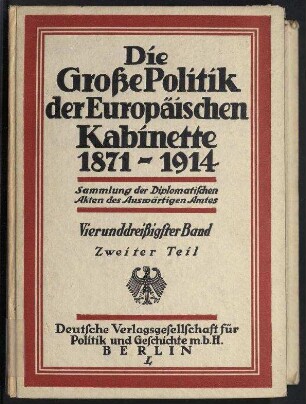 Die
Große Politik
der Europäischen
Kabinette
1871-1914
Sammlung der Diplomatischen
Akten des Auswärtigen Amtes
Vierunddreißigster Band
Zweiter Teil
Deutsche Verlagsgesellschaft für
Politik und Geschichte m.b.H.
BERLIN